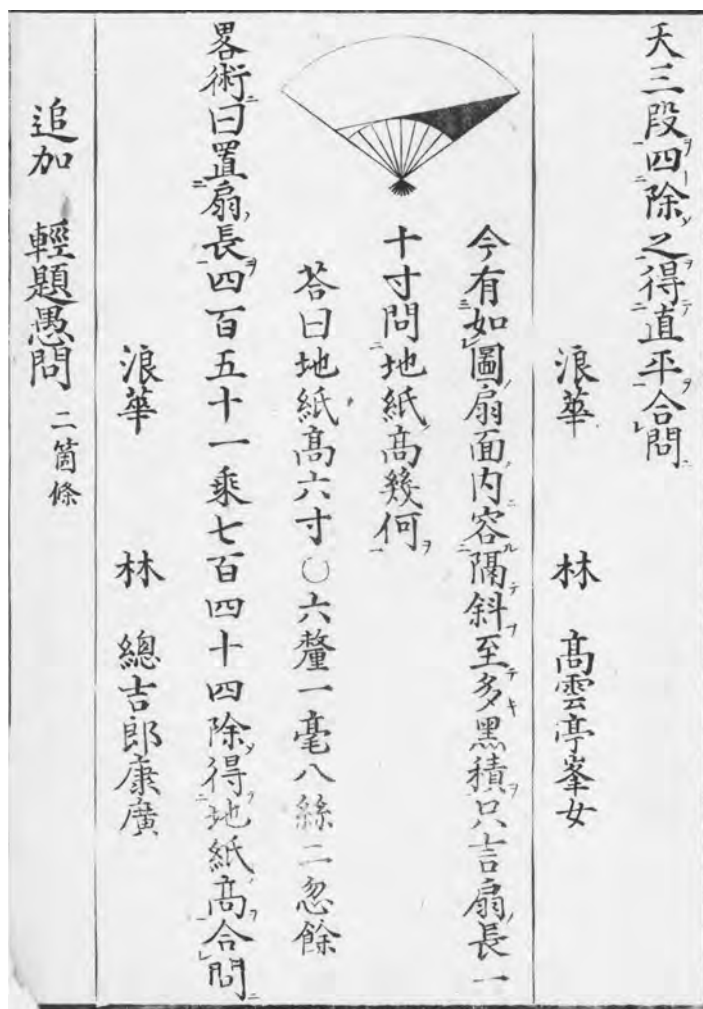 天三段四除之得直平合問
浪華　林　高雲亭峯女
今有如圖扇面内容隔斜至多黒積只言扇長一
十寸問地紙高幾何
荅曰地紙高六寸〇六釐一毫八絲二忽餘
畧術曰置扇長四百五十一乘七百四十四除得地紙高合問
浪華　林　總吉郎康廣
追加　輕題愚問　二箇條